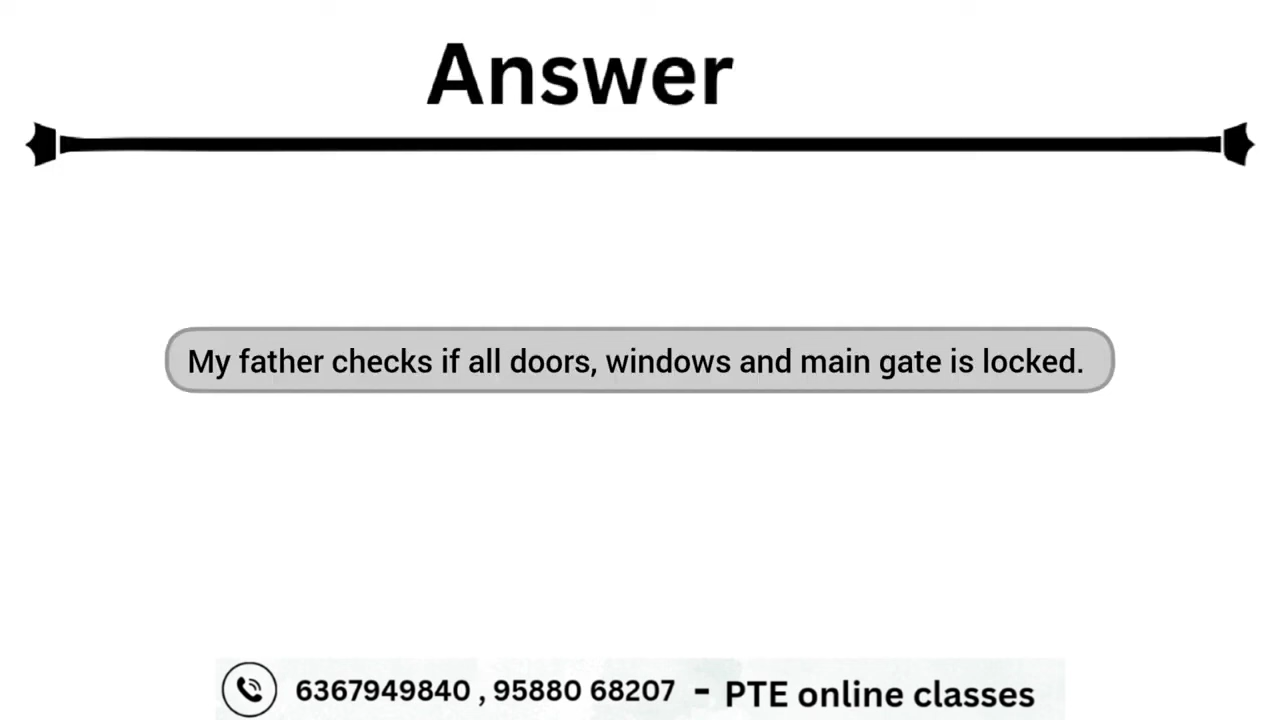 Answer
My father checks if all doors, windows and main gate is locked.
6367949840 , 95880 68207 - PTE online classes